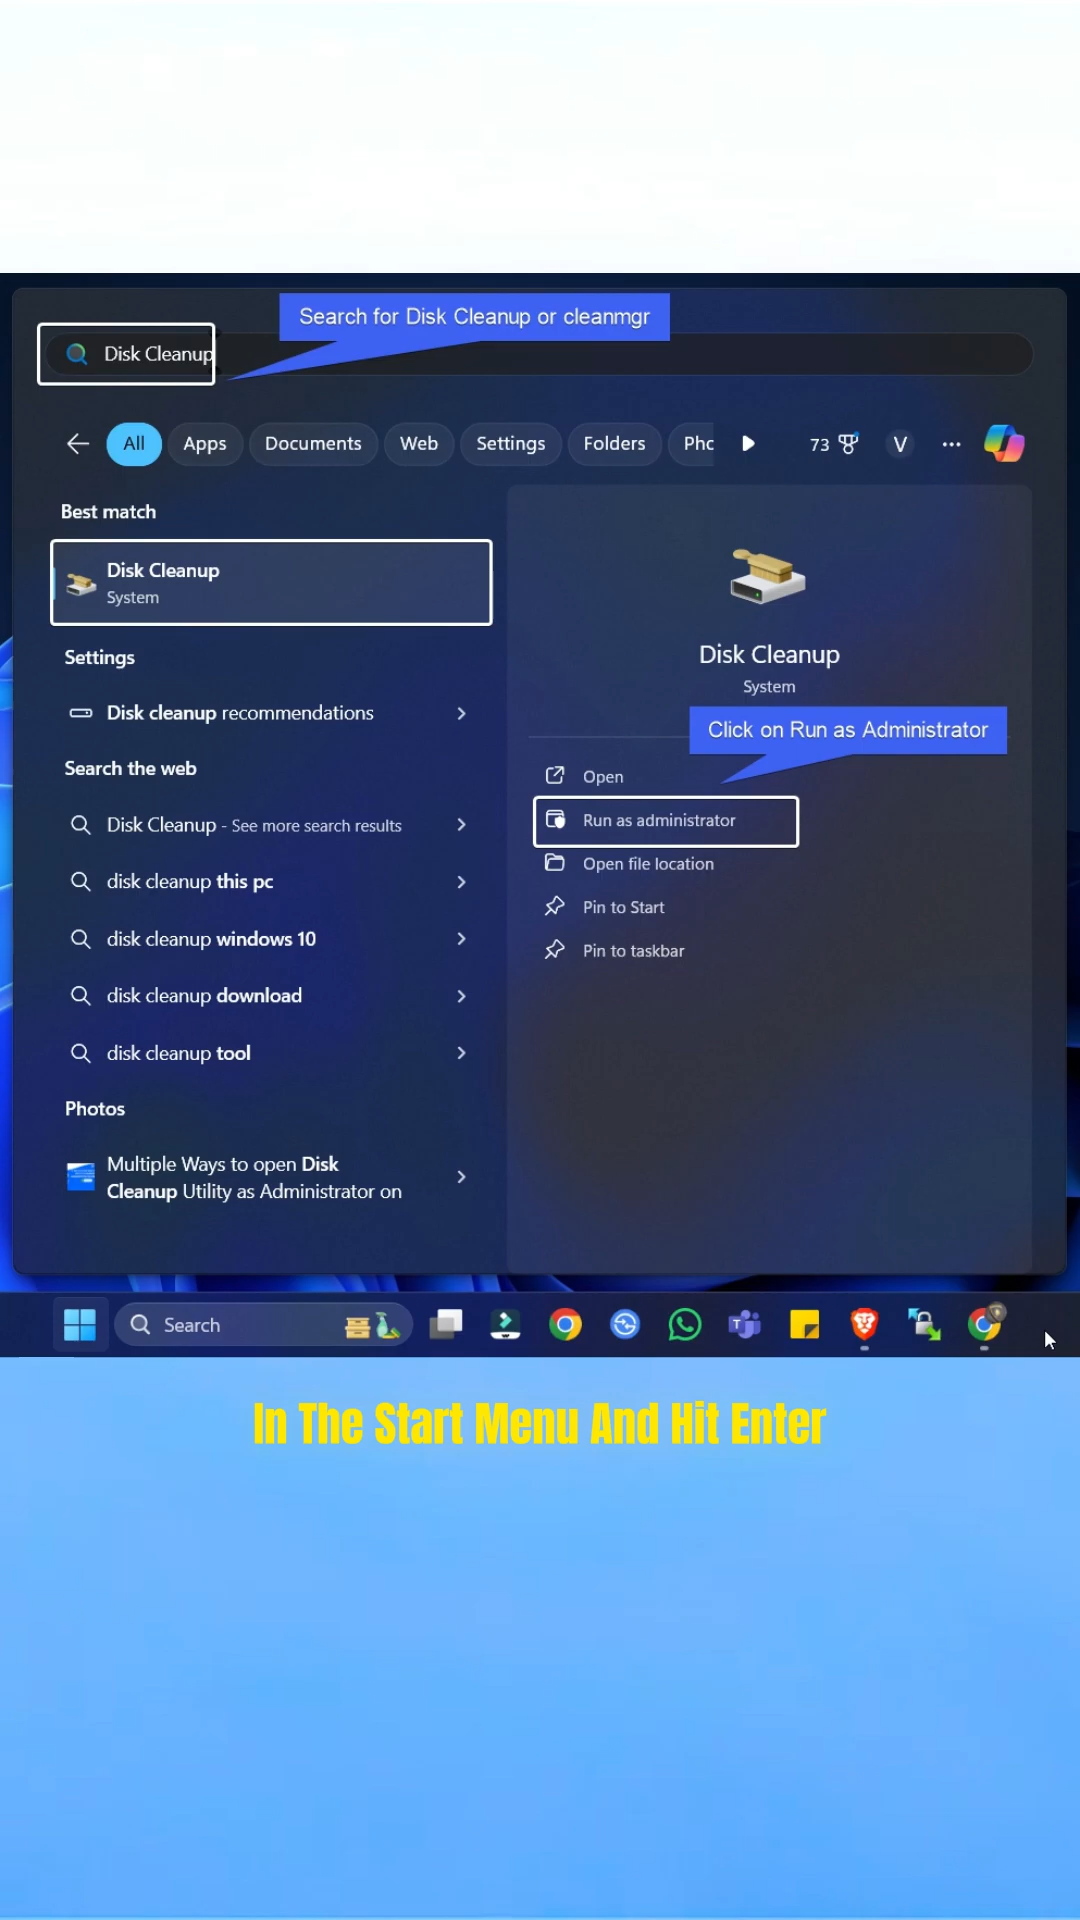 Search for Disk Cleanup or cleanmgr
Disk Cleanup
All
Apps
Documents
Web
Settings
Folders
Pho
73
V
Best match
Disk Cleanup
System
Settings
Disk cleanup recommendations
Search the web
Disk Cleanup - See more search results
disk cleanup this pc
disk cleanup windows 10
disk cleanup download
disk cleanup tool
Photos
Multiple Ways to open Disk
Cleanup Utility as Administrator on
Disk Cleanup
System
Click on Run as Administrator
Open
Run as administrator
Open file location
Pin to Start
Pin to taskbar
Search
In The Start Menu And Hit Enter